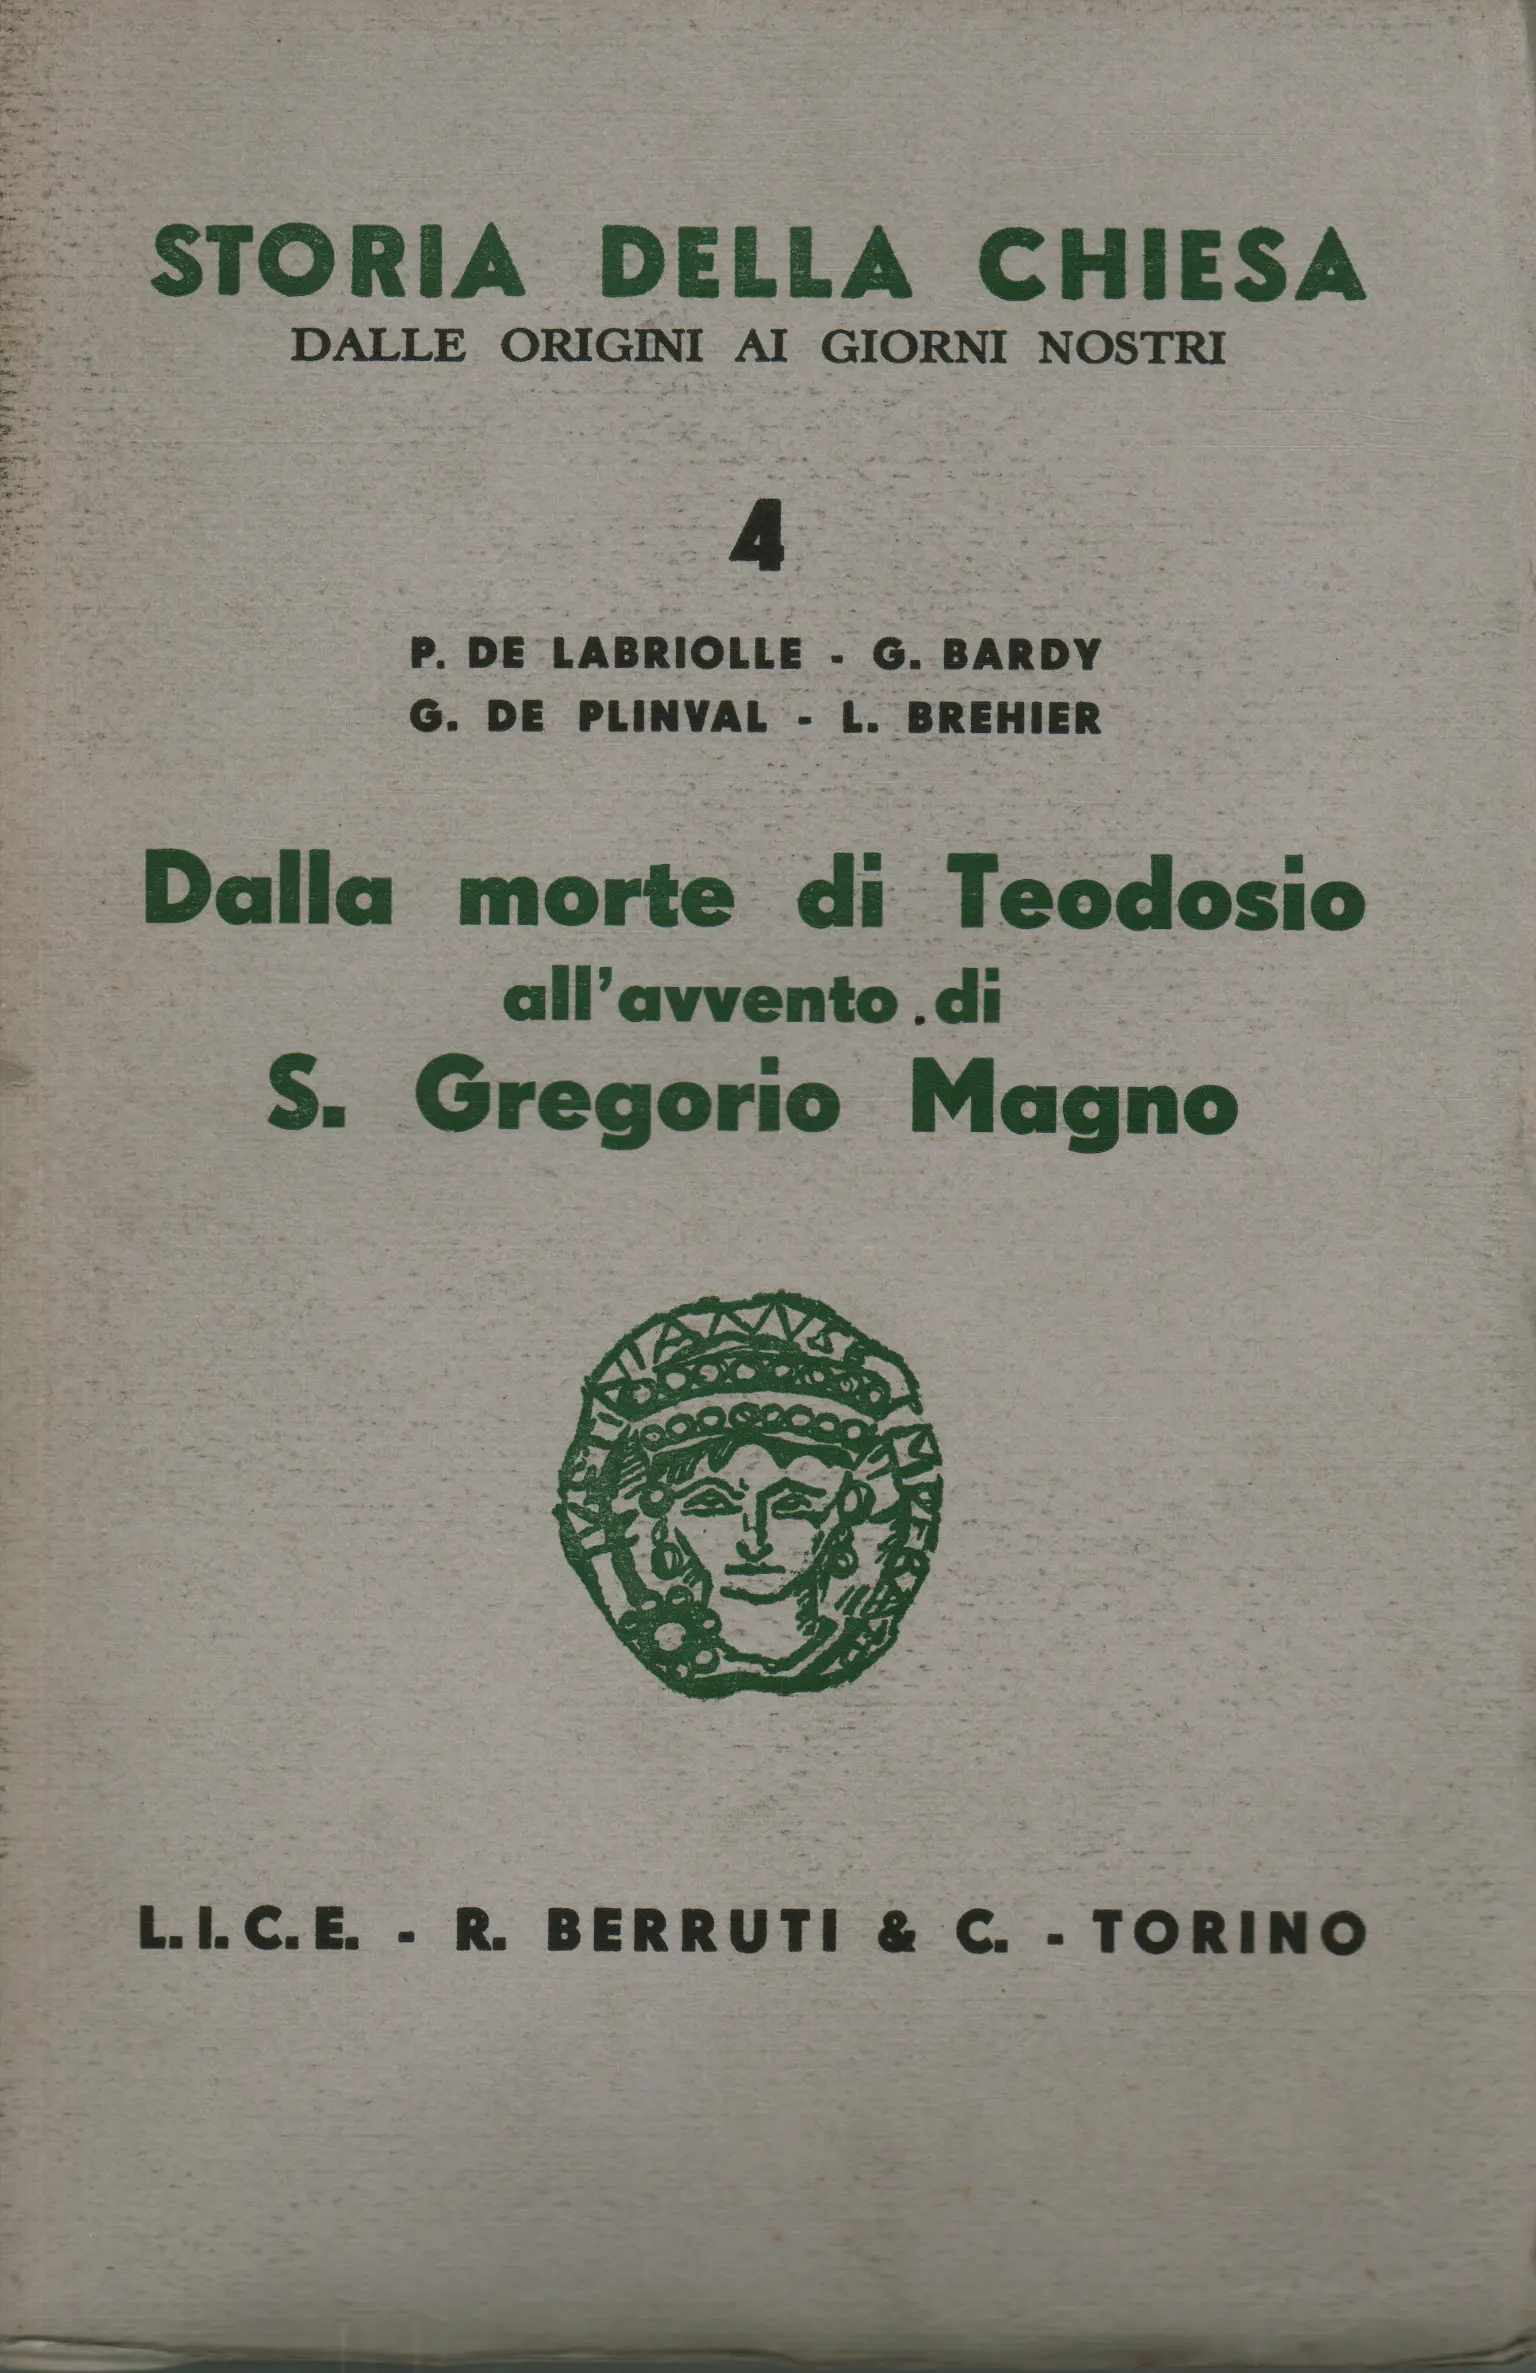 STORIA DELLA CHIESA
DALLE ORIGINI AI GIORNI NOSTRI
4
P. DE LABRIOLLE - G. BARDY
G. DE PLINVAL - L. BREHIER
Dalla morte di Teodosio
all'avvento di
S. Gregorio Magno
L.I.C.E. - R. BERRUTI & C. - TORINO